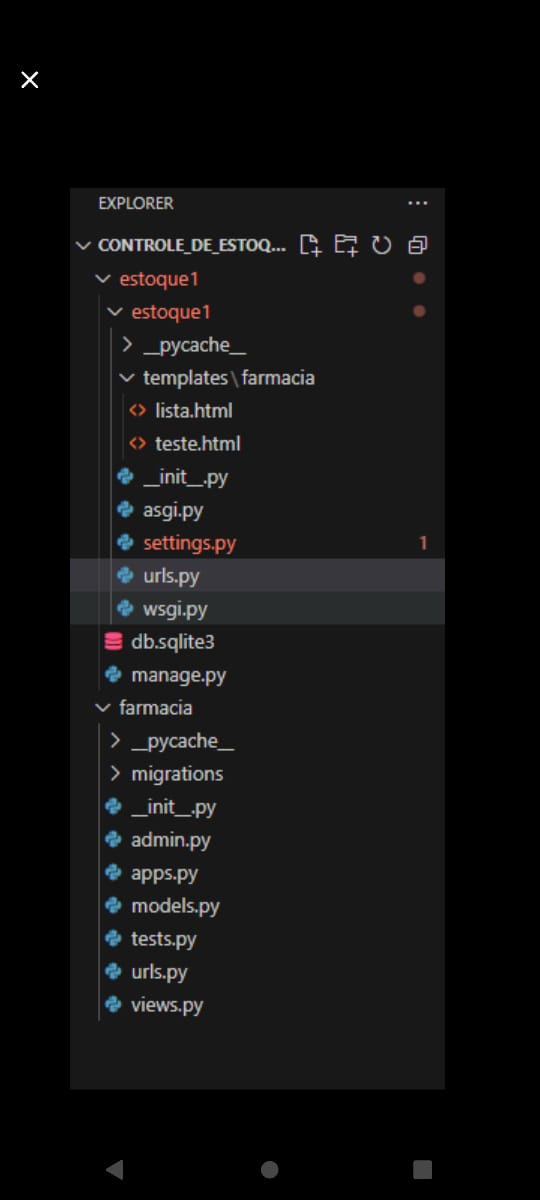 EXPLORER
CONTROLE_DE_ESTOQ...
estoque1
estoque1
__pycache__
templates\farmacia
lista.html
teste.html
__init__.py
asgi.py
settings.py 1
urls.py
wsgi.py
db.sqlite3
manage.py
farmacia
__pycache__
migrations
__init__.py
admin.py
apps.py
models.py
tests.py
urls.py
views.py